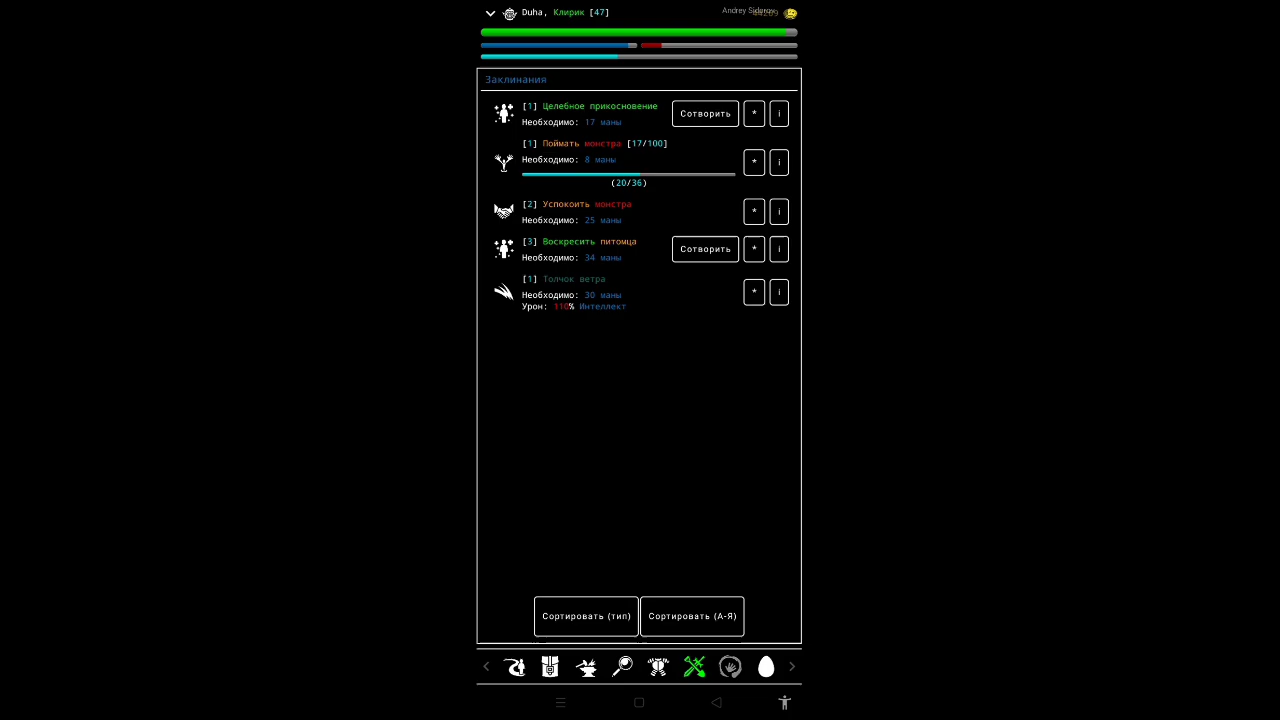 Duha, Клирик [47]
Andrey Sidorov
Заклинания
[1] Целебное прикосновение
Необходимо: 17 маны
Сотворить * i
[1] Поймать монстра [17/100]
Необходимо: 8 маны
* i
(20/36)
[2] Успокоить монстра
Необходимо: 25 маны
* i
[3] Воскресить питомца
Необходимо: 34 маны
Сотворить * i
[1] Толчок ветра
Необходимо: 30 маны
Урон: 110% Интеллект
* i
Сортировать (тип) Сортировать (А-Я)